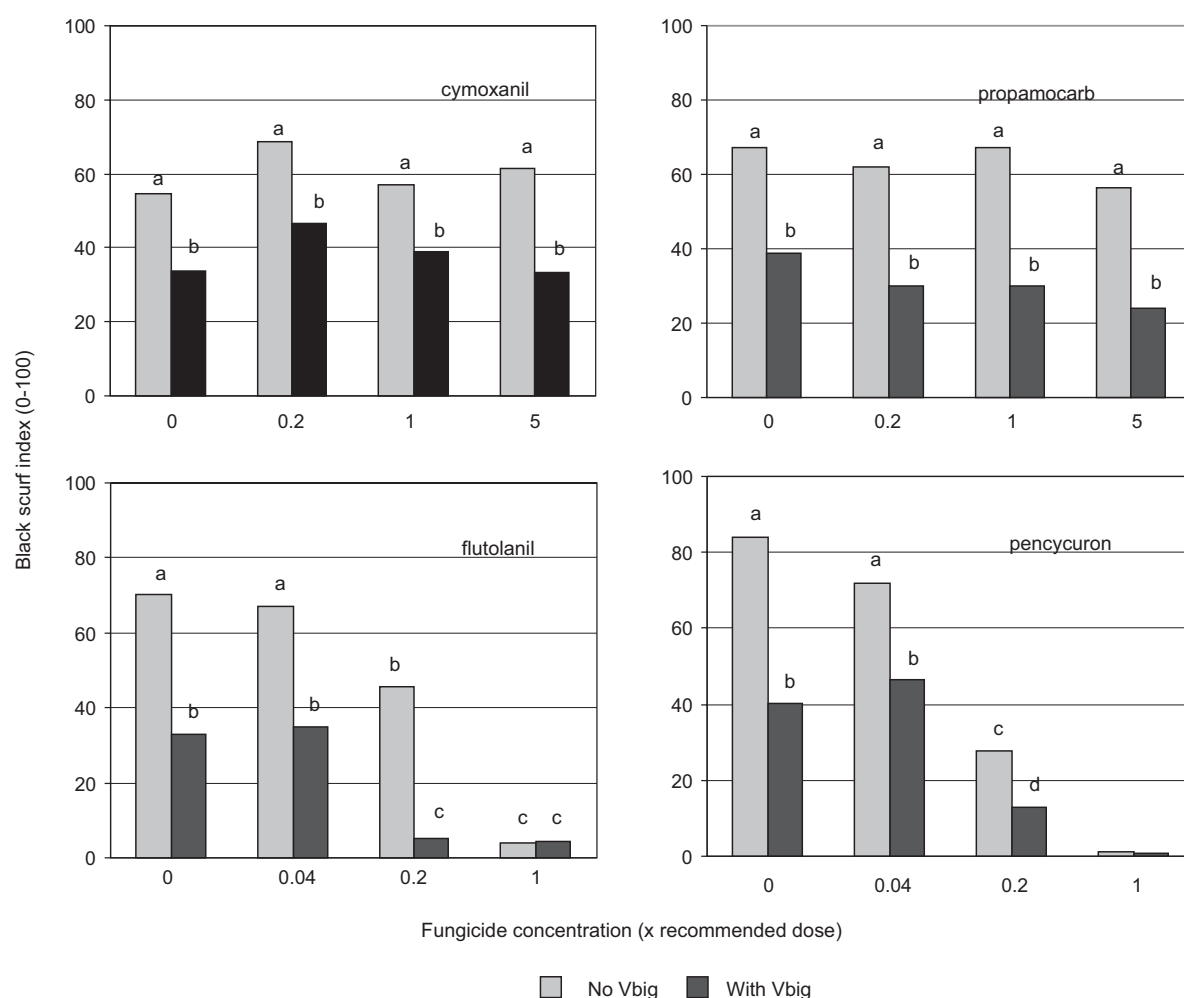 100
80
60
40
20
0
cymoxanil
a
b
a
b
a
b
a
b
0 0.2 1 5
100
80
60
40
20
0
propamocarb
a
b
a
b
a
b
a
b
0 0.2 1 5
Black scurf index (0-100)
100
80
60
40
20
0
flutolanil
a
b
a
b
b
c
c c
0 0.04 0.2 1
100
80
60
40
20
0
pencycuron
a
b
a
b
c
d
0 0.04 0.2 1
Fungicide concentration (x recommended dose)
No Vbig With Vbig